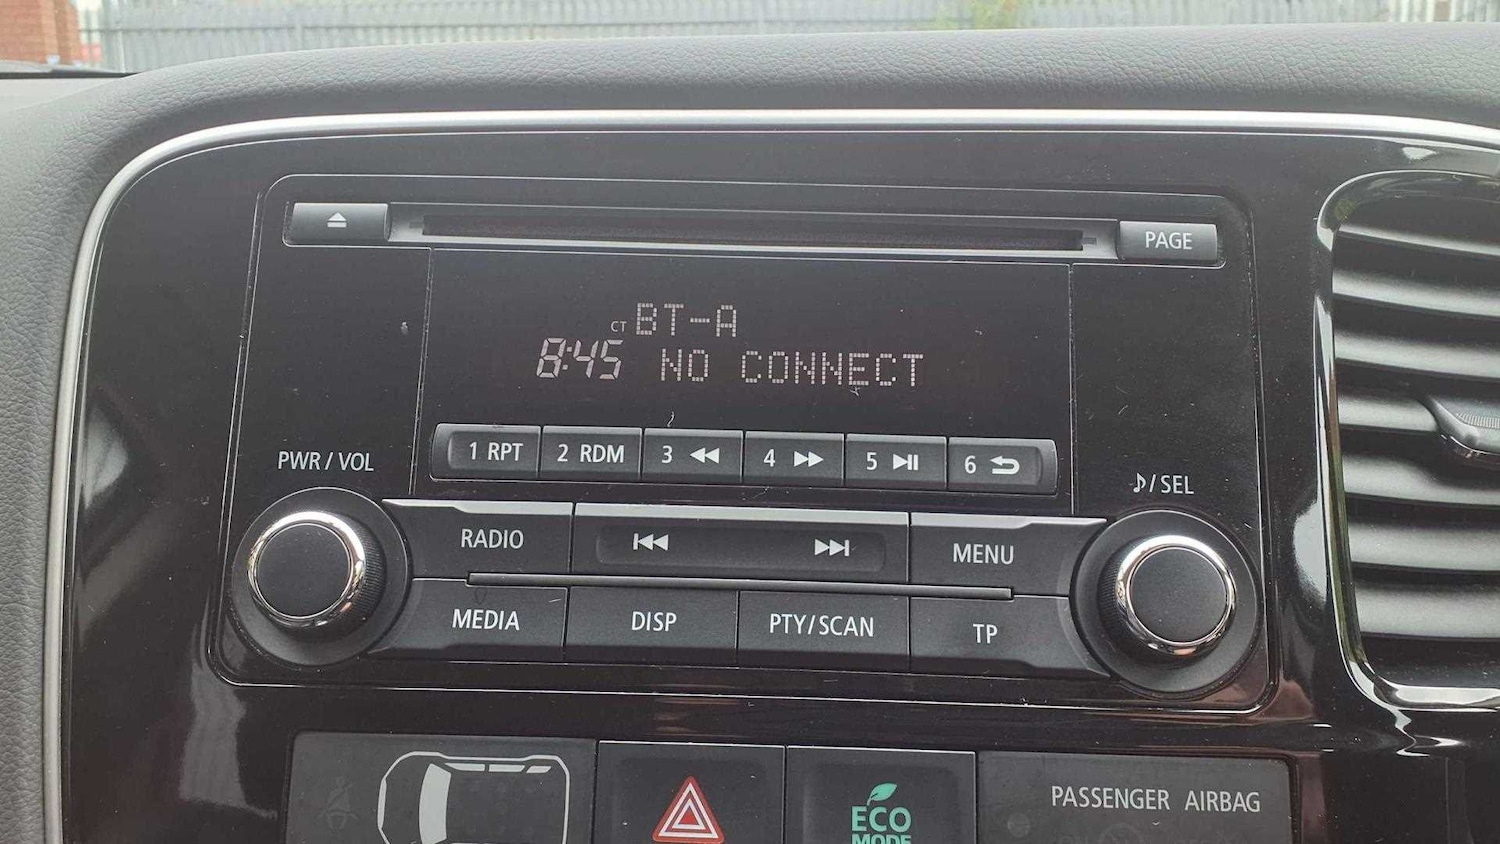 PAGE
CT BT-A
8:45 NO CONNECT
1 RPT 2 RDM 3 4 5 6
PWR / VOL
♪/ SEL
RADIO
MENU
MEDIA
DISP
PTY/SCAN
TP
ECO
MODE
PASSENGER AIRBAG